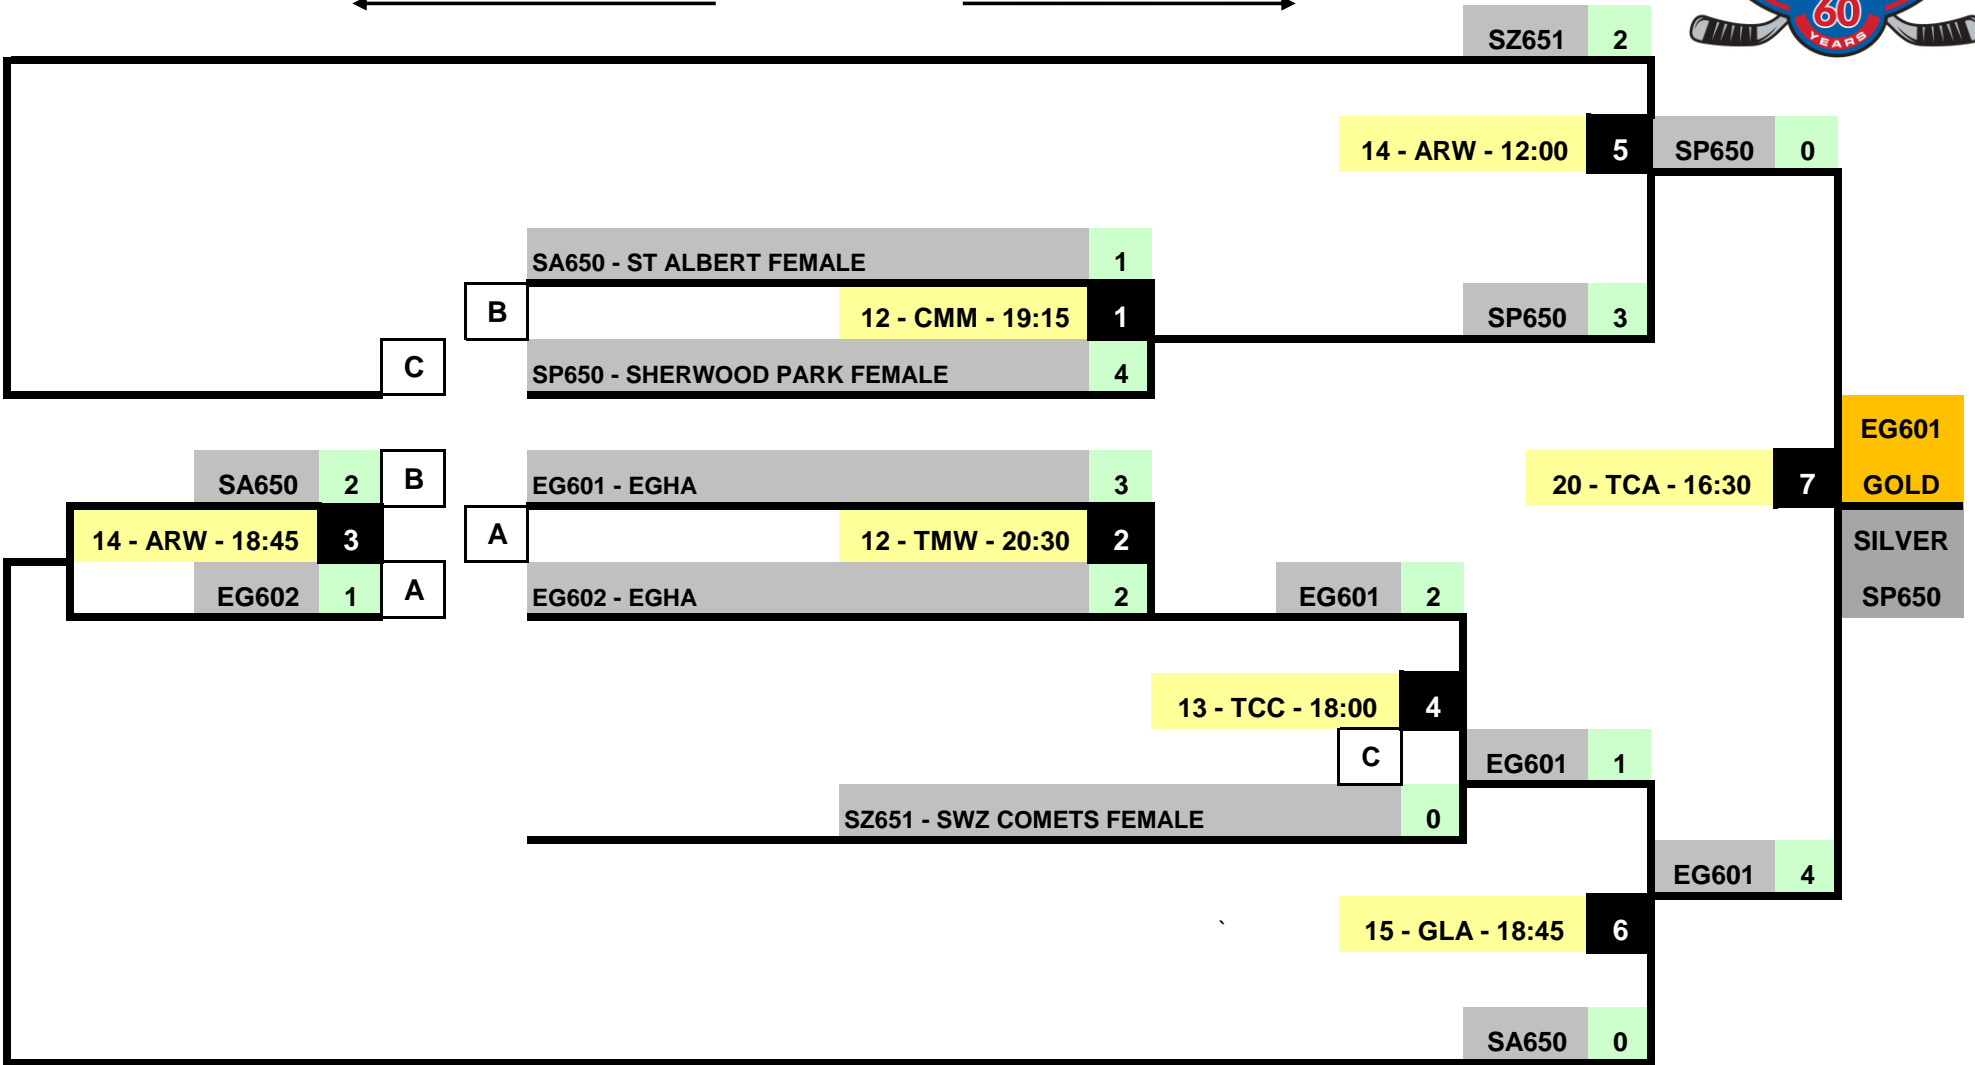 60
YEARS
SZ651 2
14 - ARW - 12:00 5 SP650 0
SA650 - ST ALBERT FEMALE 1
B 12 - CMM - 19:15 1 SP650 3
C SP650 - SHERWOOD PARK FEMALE 4
EG601
SA650 2 B EG601 - EGHA 3 20 - TCA - 16:30 7 GOLD
14 - ARW - 18:45 3 A 12 - TMW - 20:30 2 SILVER
EG602 1 A EG602 - EGHA 2 EG601 2 SP650
13 - TCC - 18:00 4
C EG601 1
SZ651 - SWZ COMETS FEMALE 0
EG601 4
` 15 - GLA - 18:45 6
SA650 0